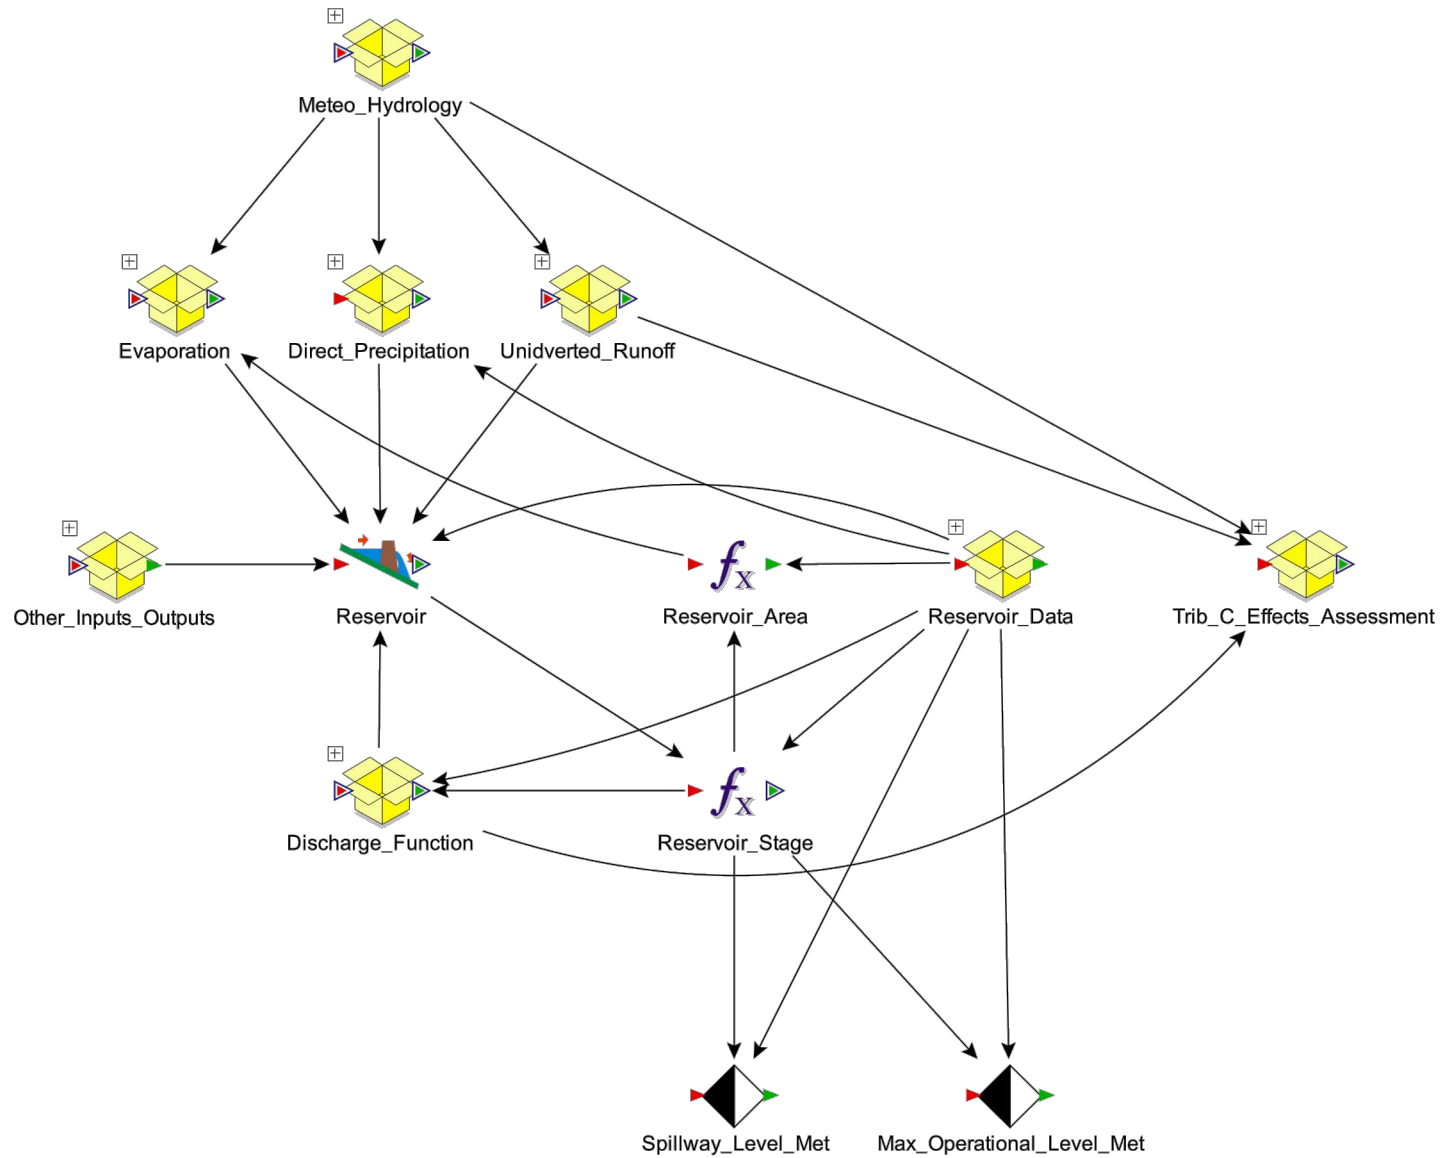 Meteo_Hydrology
Evaporation
Direct_Precipitation
Unidverted_Runoff
Other_Inputs_Outputs
Reservoir
Reservoir_Area
Reservoir_Data
Trib_C_Effects_Assessment
Discharge_Function
Reservoir_Stage
Spillway_Level_Met
Max_Operational_Level_Met